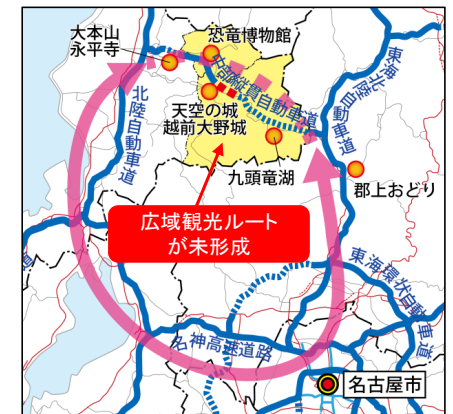 大本山
永平寺
恐竜博物館
中部縦貫自動車道
東海北陸自動車道
北陸自動車道
天空の城
越前大野城
九頭竜湖
郡上おどり
広域観光ルート
が未形成
東海環状自動車道
名神高速道路
名古屋市